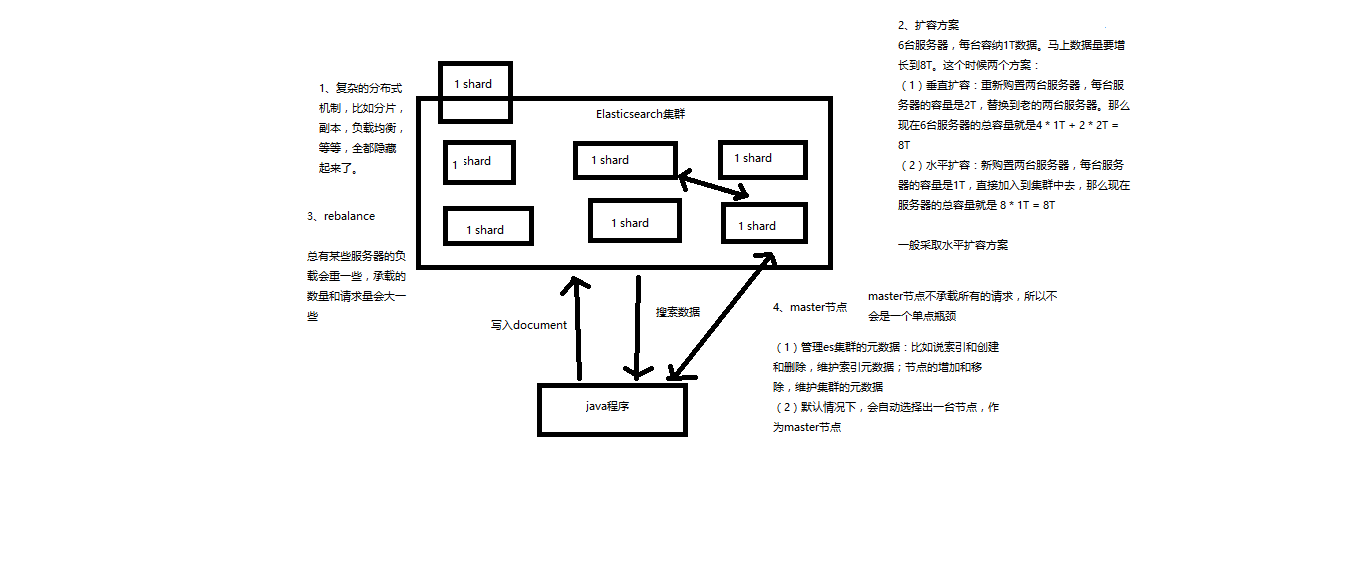 2、扩容方案
6台服务器，每台容纳1T数据。马上数据量要增
长到8T。这个时候两个方案：
（1）垂直扩容：重新购置两台服务器，每台服
务器的容量是2T，替换到老的两台服务器。那么
现在6台服务器的总容量就是4 * 1T + 2 * 2T =
8T
（2）水平扩容：新购置两台服务器，每台服务
器的容量是1T，直接加入到集群中去，那么现在
服务器的总容量就是 8 * 1T = 8T
一般采取水平扩容方案
1、复杂的分布式
机制，比如分片，
副本，负载均衡，
等等，全都隐藏
起来了。
1 shard
Elasticsearch集群
1 shard
1 shard
1 shard
1 shard
1 shard
1 shard
3、rebalance
总有某些服务器的负
载会重一些，承载的
数量和请求量会大一
些
写入document
搜索数据
java程序
4、master节点
master节点不承载所有的请求，所以不
会是一个单点瓶颈
（1）管理es集群的元数据：比如说索引和创建
和删除，维护索引元数据；节点的增加和移
除，维护集群的元数据
（2）默认情况下，会自动选择出一台节点，作
为master节点